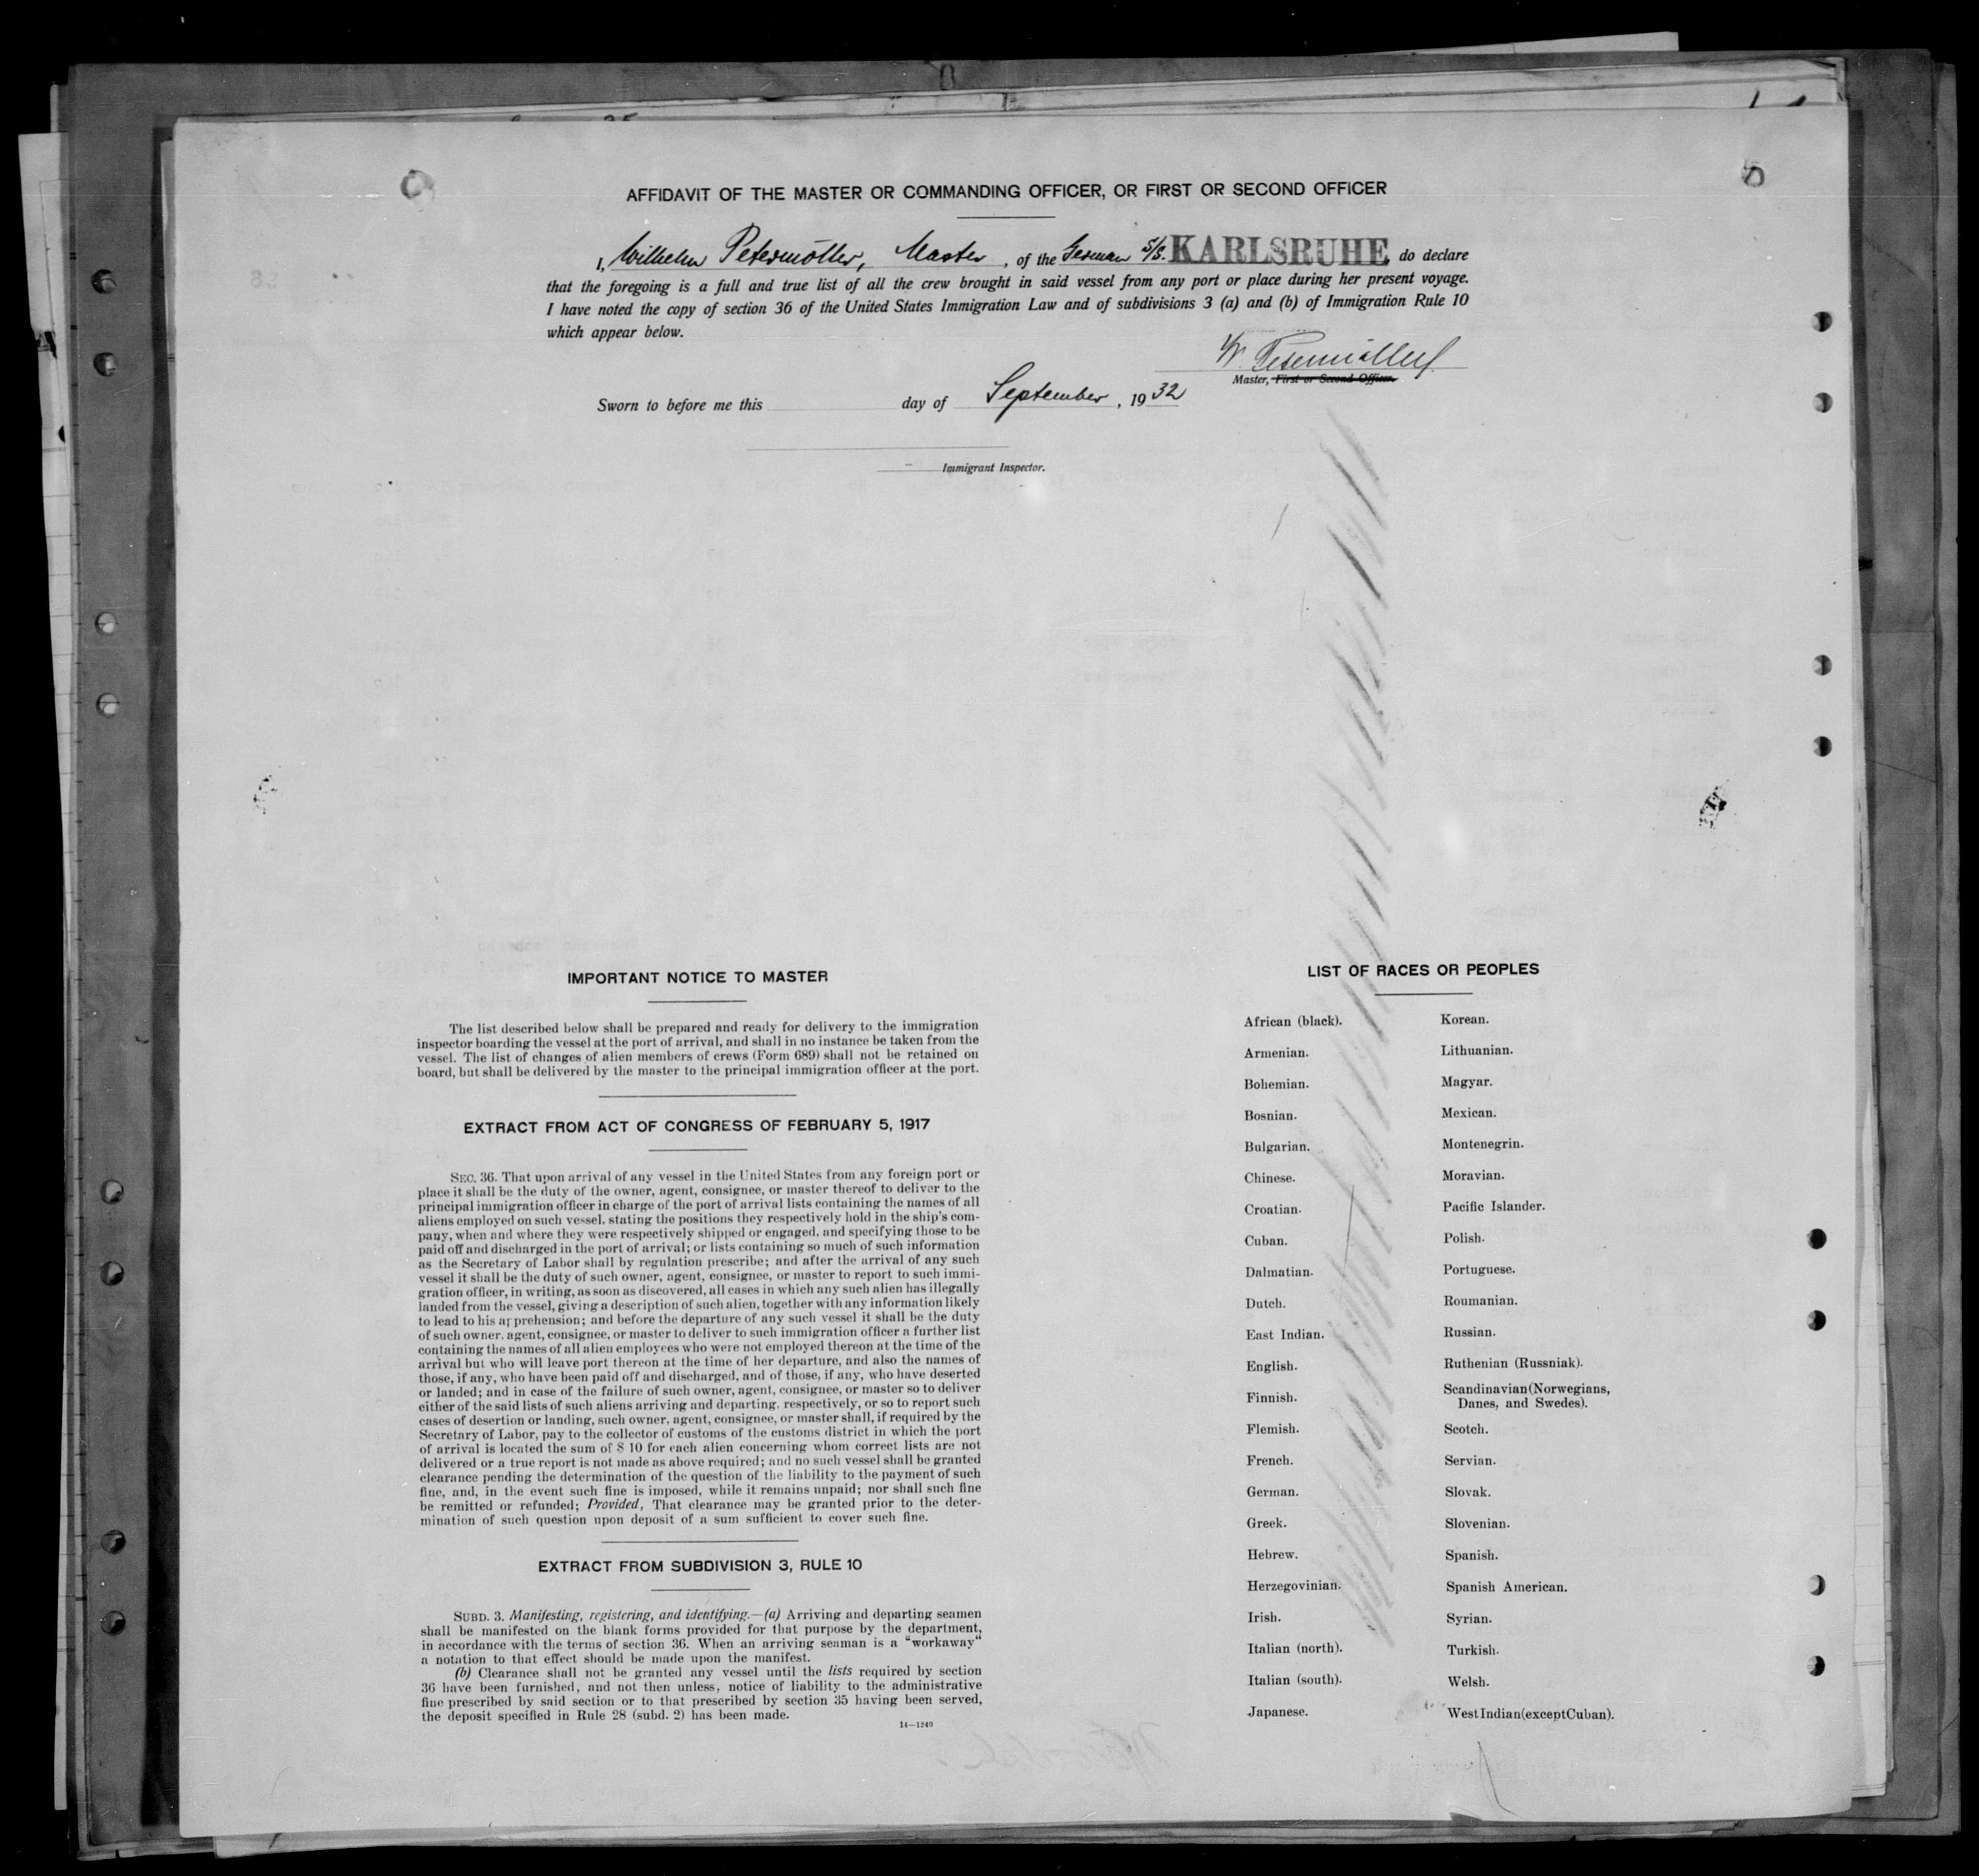 AFFIDAVIT OF THE MASTER OR COMMANDING OFFICER, OR FIRST OR SECOND OFFICER
I, Wilhelm Petermöller, Master, of the German S/S. KARLSRUHE, do declare
that the foregoing is a full and true list of all the crew brought in said vessel from any port or place during her present voyage.
I have noted the copy of section 36 of the United States Immigration Law and of subdivisions 3 (a) and (b) of Immigration Rule 10
which appear below.
W. Petermöller
Master, First or Second Officer.
Sworn to before me this day of September, 1932
Immigrant Inspector.
IMPORTANT NOTICE TO MASTER
The list described below shall be prepared and ready for delivery to the immigration
inspector boarding the vessel at the port of arrival, and shall in no instance be taken from the
vessel. The list of changes of alien members of crews (Form 689) shall not be retained on
board, but shall be delivered by the master to the principal immigration officer at the port.
EXTRACT FROM ACT OF CONGRESS OF FEBRUARY 5, 1917
SEC. 36. That upon arrival of any vessel in the United States from any foreign port or
place it shall be the duty of the owner, agent, consignee, or master thereof to deliver to the
principal immigration officer in charge of the port of arrival lists containing the names of all
aliens employed on such vessel, stating the positions they respectively hold in the ship's com-
pany, when and where they were respectively shipped or engaged, and specifying those to be
paid off and discharged in the port of arrival; or lists containing so much of such information
as the Secretary of Labor shall by regulation prescribe; and after the arrival of any such
vessel it shall be the duty of such owner, agent, consignee, or master to report to such immi-
gration officer, in writing, as soon as discovered, all cases in which any such alien has illegally
landed from the vessel, giving a description of such alien, together with any information likely
to lead to his apprehension; and before the departure of any such vessel it shall be the duty
of such owner, agent, consignee, or master to deliver to such immigration officer a further list
containing the names of all alien employees who were not employed thereon at the time of the
arrival but who will leave port thereon at the time of her departure, and also the names of
those, if any, who have been paid off and discharged, and of those, if any, who have deserted
or landed; and in case of the failure of such owner, agent, consignee, or master so to deliver
either of the said lists of such aliens arriving and departing, respectively, or so to report such
cases of desertion or landing, such owner, agent, consignee, or master shall, if required by the
Secretary of Labor, pay to the collector of customs of the customs district in which the port
of arrival is located the sum of $ 10 for each alien concerning whom correct lists are not
delivered or a true report is not made as above required; and no such vessel shall be granted
clearance pending the determination of the question of the liability to the payment of such
fine, and, in the event such fine is imposed, while it remains unpaid; nor shall such fine
be remitted or refunded; Provided, That clearance may be granted prior to the deter-
mination of such question upon deposit of a sum sufficient to cover such fine.
EXTRACT FROM SUBDIVISION 3, RULE 10
SUBD. 3. Manifesting, registering, and identifying.—(a) Arriving and departing seamen
shall be manifested on the blank forms provided for that purpose by the department,
in accordance with the terms of section 36. When an arriving seaman is a "workaway"
a notation to that effect should be made upon the manifest.
(b) Clearance shall not be granted any vessel until the lists required by section
36 have been furnished, and not then unless, notice of liability to the administrative
fine prescribed by said section or to that prescribed by section 35 having been served,
the deposit specified in Rule 28 (subd. 2) has been made.
14—1240
LIST OF RACES OR PEOPLES
African (black).
Armenian.
Bohemian.
Bosnian.
Bulgarian.
Chinese.
Croatian.
Cuban.
Dalmatian.
Dutch.
East Indian.
English.
Finnish.
Flemish.
French.
German.
Greek.
Hebrew.
Herzegovinian.
Irish.
Italian (north).
Italian (south).
Japanese.
Korean.
Lithuanian.
Magyar.
Mexican.
Montenegrin.
Moravian.
Pacific Islander.
Polish.
Portuguese.
Roumanian.
Russian.
Ruthenian (Russniak).
Scandinavian (Norwegians,
Danes, and Swedes).
Scotch.
Servian.
Slovak.
Slovenian.
Spanish.
Spanish American.
Syrian.
Turkish.
Welsh.
West Indian (except Cuban).